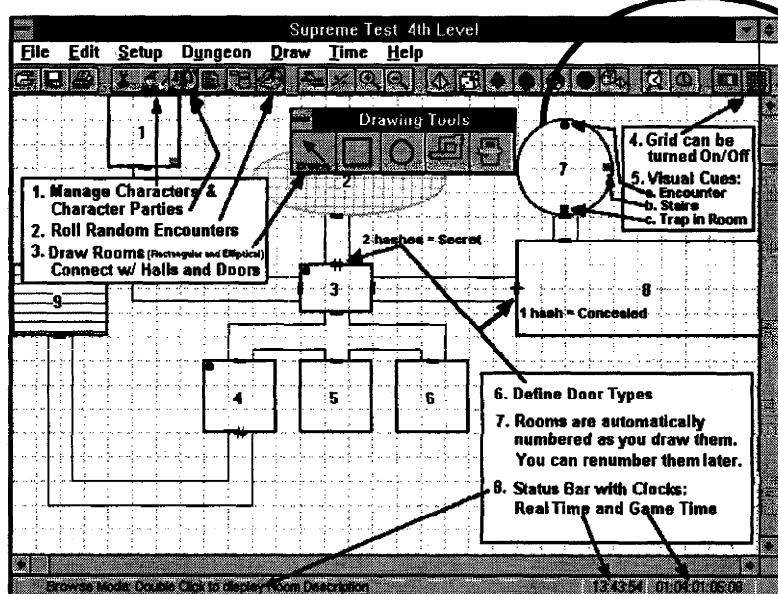 Supreme Test 4th Level
File Edit Setup Dungeon Draw Time Help
Drawing Tools
1
2
7
4. Grid can be
turned On/Off
5. Visual Cues:
a. Encounter
b. Stairs
c. Trap in Room
1. Manage Characters &
Character Parties
2. Roll Random Encounters
3. Draw Rooms (Rectangular and Elliptical)
Connect w/ Halls and Doors
2 hashes = Secret
9
3
8
1 hash = Concealed
4
5
6
6. Define Door Types
7. Rooms are automatically
numbered as you draw them.
You can renumber them later.
8. Status Bar with Clocks:
Real Time and Game Time
Browse Mode: Double Click to display Room Description
13:43:54
01:04:01:06:08